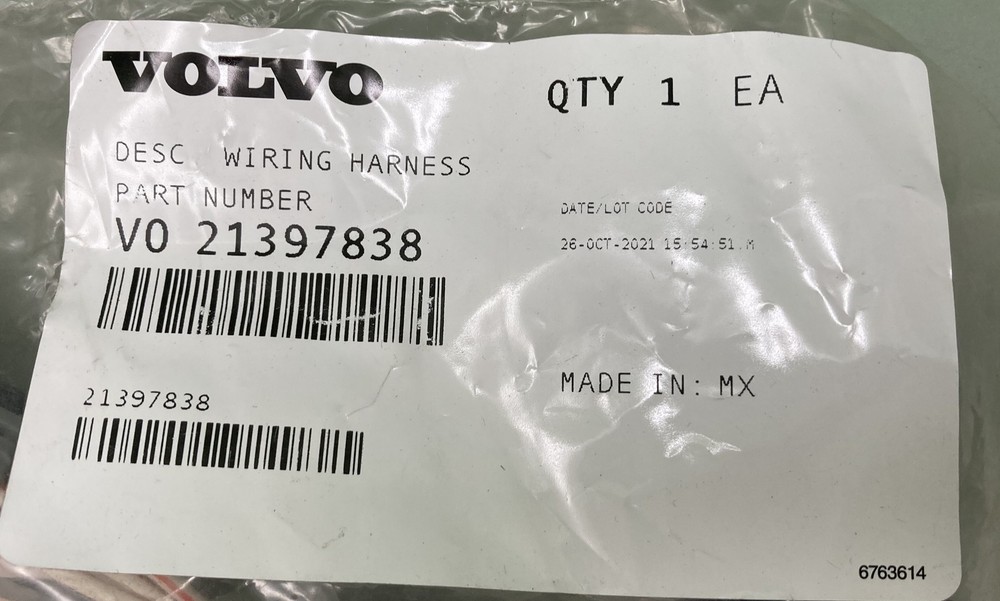 VOLVO
QTY 1 EA
DESC WIRING HARNESS
PART NUMBER
VO 21397838
DATE/LOT CODE
26-OCT-2021 15:54:51 M
MADE IN: MX
21397838
6763614